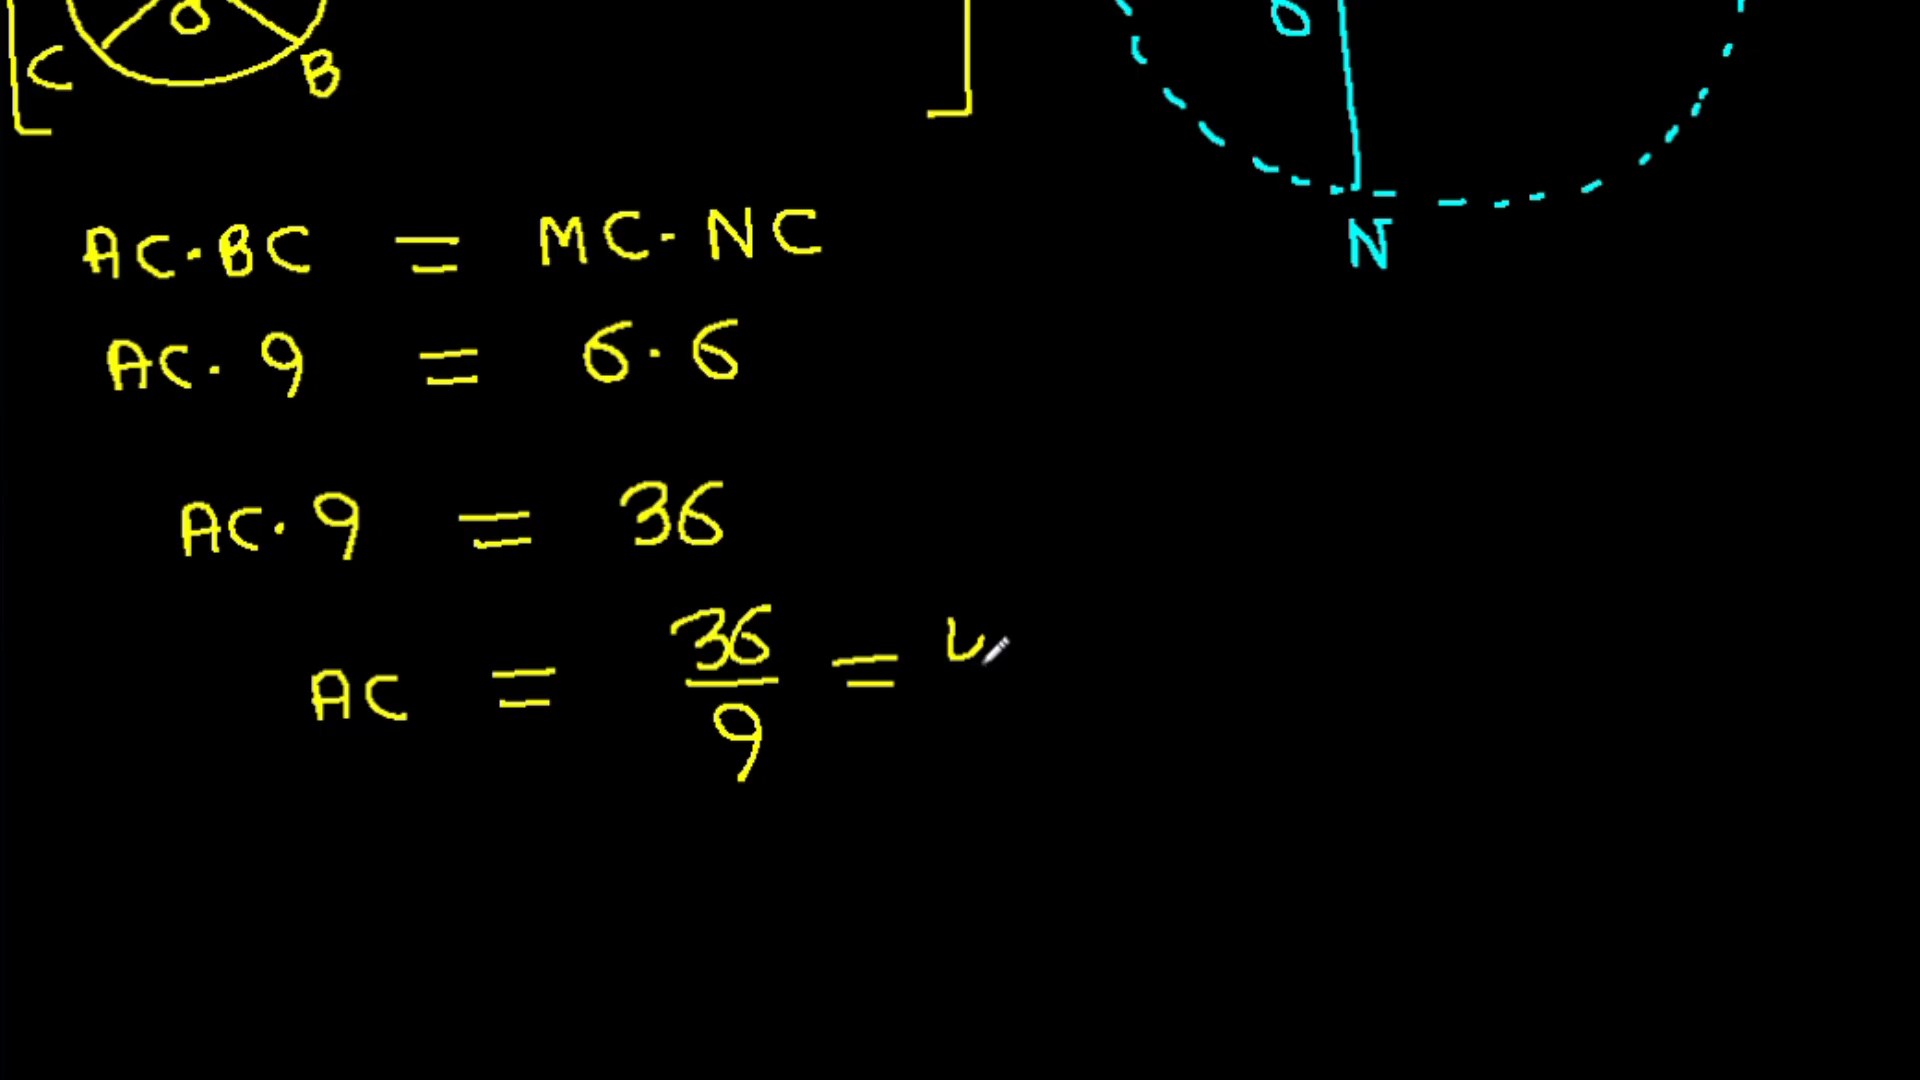 O
C B
O
N
AC·BC = MC·NC
AC·9 = 6·6
AC·9 = 36
AC = 36/9 =